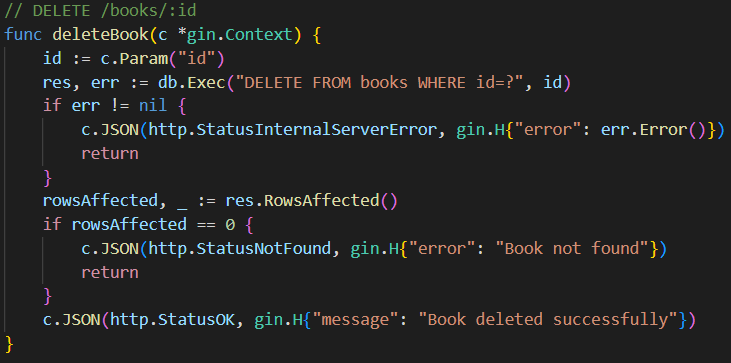 // DELETE /books/:id
func deleteBook(c *gin.Context) {
    id := c.Param("id")
    res, err := db.Exec("DELETE FROM books WHERE id=?", id)
    if err != nil {
        c.JSON(http.StatusInternalServerError, gin.H{"error": err.Error()})
        return
    }
    rowsAffected, _ := res.RowsAffected()
    if rowsAffected == 0 {
        c.JSON(http.StatusNotFound, gin.H{"error": "Book not found"})
        return
    }
    c.JSON(http.StatusOK, gin.H{"message": "Book deleted successfully"})
}